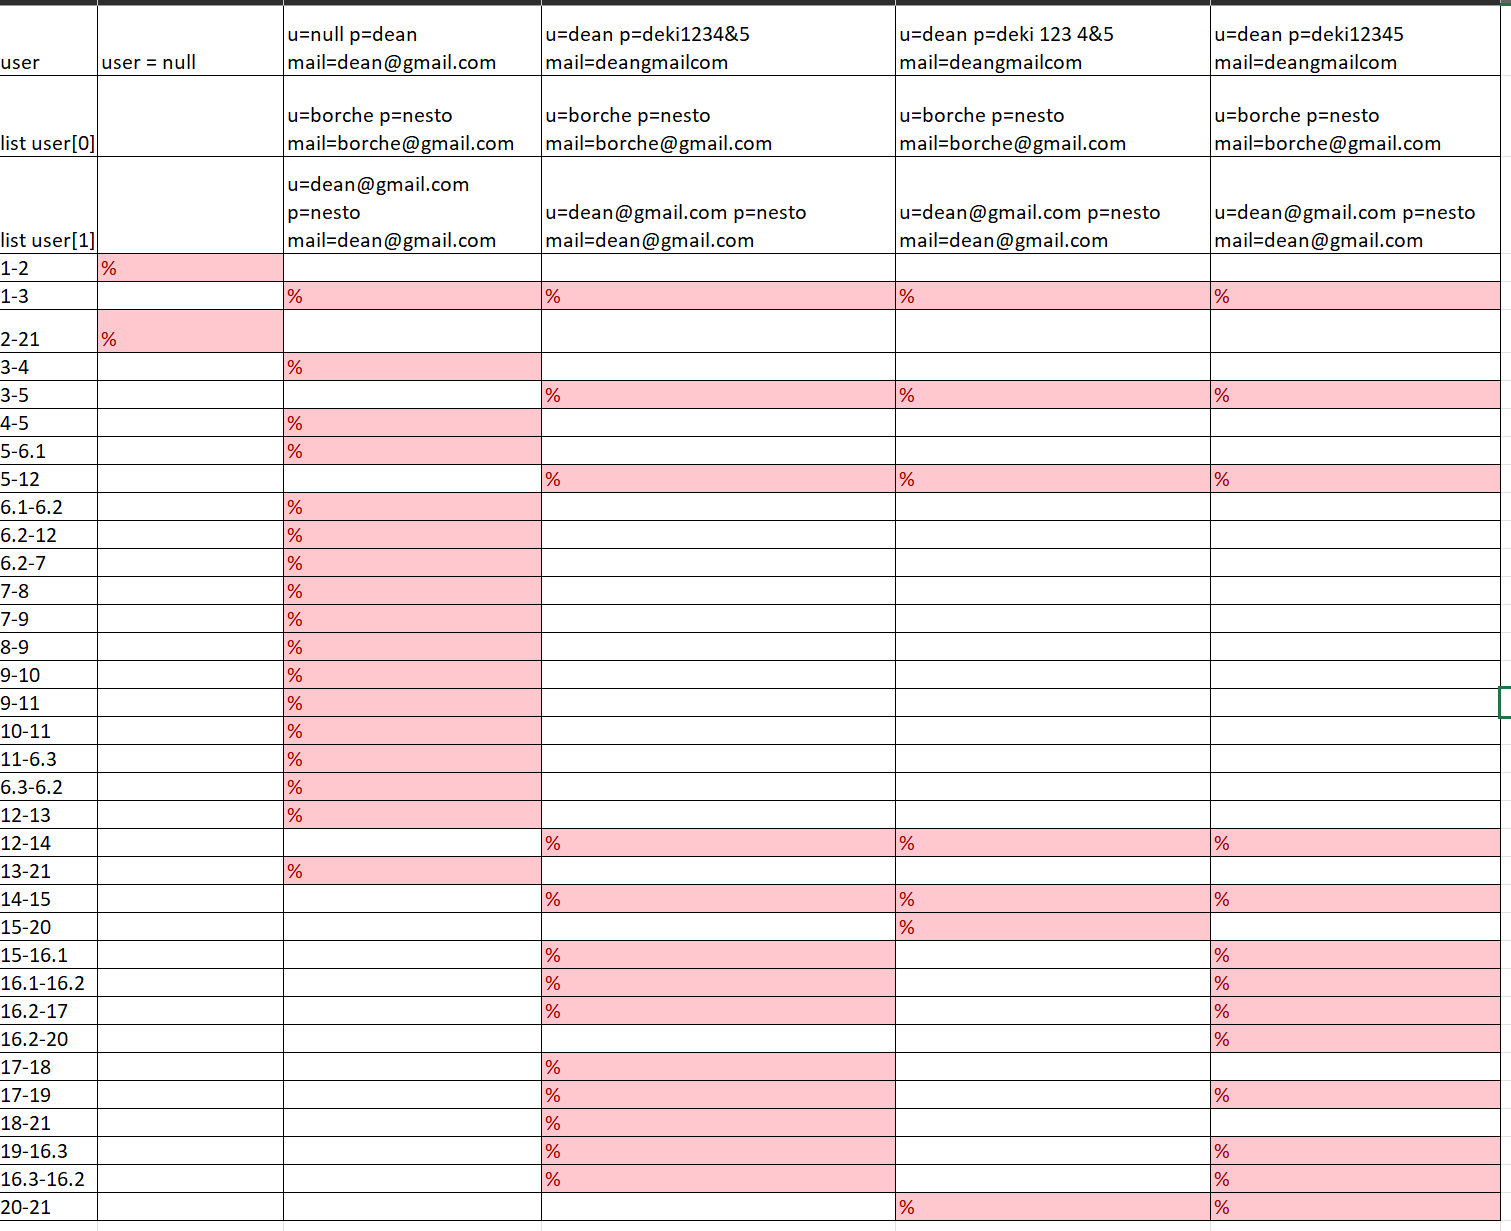 user user = null u=null p=dean mail=dean@gmail.com u=dean p=deki1234&5 mail=deangmailcom u=dean p=deki 123 4&5 mail=deangmailcom u=dean p=deki12345 mail=deangmailcom
list user[0] u=borche p=nesto mail=borche@gmail.com u=borche p=nesto mail=borche@gmail.com u=borche p=nesto mail=borche@gmail.com u=borche p=nesto mail=borche@gmail.com
list user[1] u=dean@gmail.com p=nesto mail=dean@gmail.com u=dean@gmail.com p=nesto mail=dean@gmail.com u=dean@gmail.com p=nesto mail=dean@gmail.com u=dean@gmail.com p=nesto mail=dean@gmail.com
1-2 %
1-3 % % % %
2-21 %
3-4 %
3-5 % % %
4-5 %
5-6.1 %
5-12 % % %
6.1-6.2 %
6.2-12 %
6.2-7 %
7-8 %
7-9 %
8-9 %
9-10 %
9-11 %
10-11 %
11-6.3 %
6.3-6.2 %
12-13 %
12-14 % % %
13-21 %
14-15 % % %
15-20 %
15-16.1 % %
16.1-16.2 % %
16.2-17 % %
16.2-20 %
17-18 %
17-19 % %
18-21 %
19-16.3 % %
16.3-16.2 % %
20-21 % %